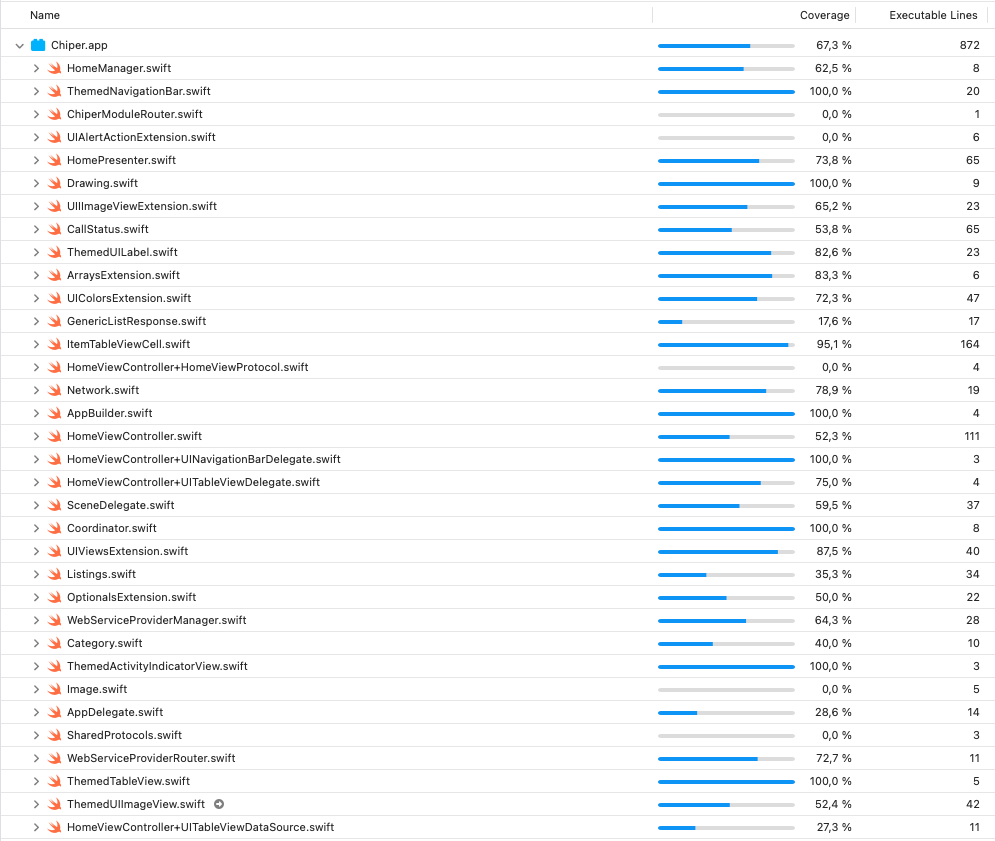 Name Coverage Executable Lines
Chiper.app 67,3 % 872
HomeManager.swift 62,5 % 8
ThemedNavigationBar.swift 100,0 % 20
ChiperModuleRouter.swift 0,0 % 1
UIAlertActionExtension.swift 0,0 % 6
HomePresenter.swift 73,8 % 65
Drawing.swift 100,0 % 9
UIIImageViewExtension.swift 65,2 % 23
CallStatus.swift 53,8 % 65
ThemedUILabel.swift 82,6 % 23
ArraysExtension.swift 83,3 % 6
UIColorsExtension.swift 72,3 % 47
GenericListResponse.swift 17,6 % 17
ItemTableViewCell.swift 95,1 % 164
HomeViewController+HomeViewProtocol.swift 0,0 % 4
Network.swift 78,9 % 19
AppBuilder.swift 100,0 % 4
HomeViewController.swift 52,3 % 111
HomeViewController+UINavigationBarDelegate.swift 100,0 % 3
HomeViewController+UITableViewDelegate.swift 75,0 % 4
SceneDelegate.swift 59,5 % 37
Coordinator.swift 100,0 % 8
UIViewsExtension.swift 87,5 % 40
Listings.swift 35,3 % 34
OptionalsExtension.swift 50,0 % 22
WebServiceProviderManager.swift 64,3 % 28
Category.swift 40,0 % 10
ThemedActivityIndicatorView.swift 100,0 % 3
Image.swift 0,0 % 5
AppDelegate.swift 28,6 % 14
SharedProtocols.swift 0,0 % 3
WebServiceProviderRouter.swift 72,7 % 11
ThemedTableView.swift 100,0 % 5
ThemedUIImageView.swift 52,4 % 42
HomeViewController+UITableViewDataSource.swift 27,3 % 11